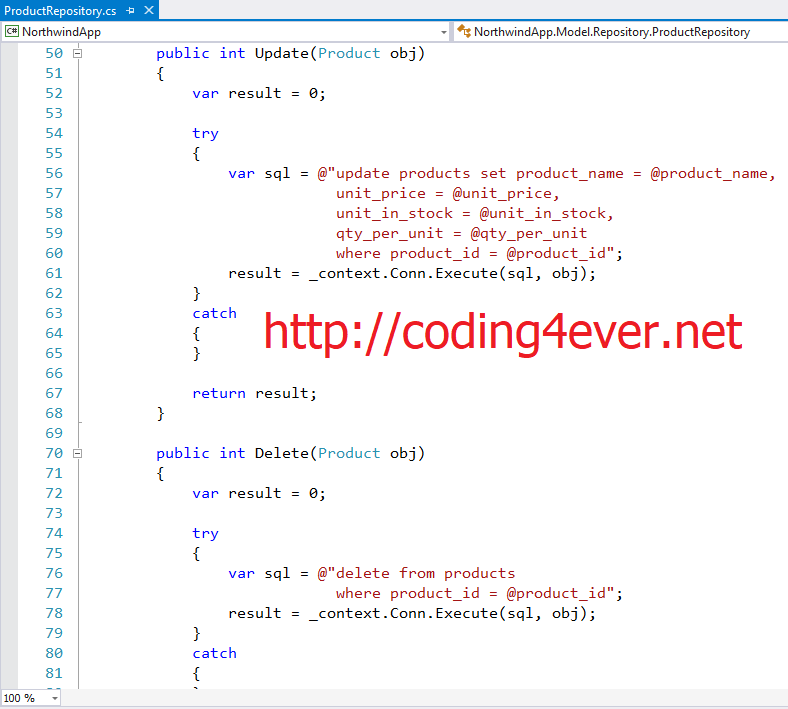 ProductRepository.cs
C# NorthwindApp NorthwindApp.Model.Repository.ProductRepository
50 public int Update(Product obj)
51 {
52 var result = 0;
53
54 try
55 {
56 var sql = @"update products set product_name = @product_name,
57 unit_price = @unit_price,
58 unit_in_stock = @unit_in_stock,
59 qty_per_unit = @qty_per_unit
60 where product_id = @product_id";
61 result = _context.Conn.Execute(sql, obj);
62 }
63 catch
64 {
65 }
http://coding4ever.net
66
67 return result;
68 }
69
70 public int Delete(Product obj)
71 {
72 var result = 0;
73
74 try
75 {
76 var sql = @"delete from products
77 where product_id = @product_id";
78 result = _context.Conn.Execute(sql, obj);
79 }
80 catch
81 {
100 %